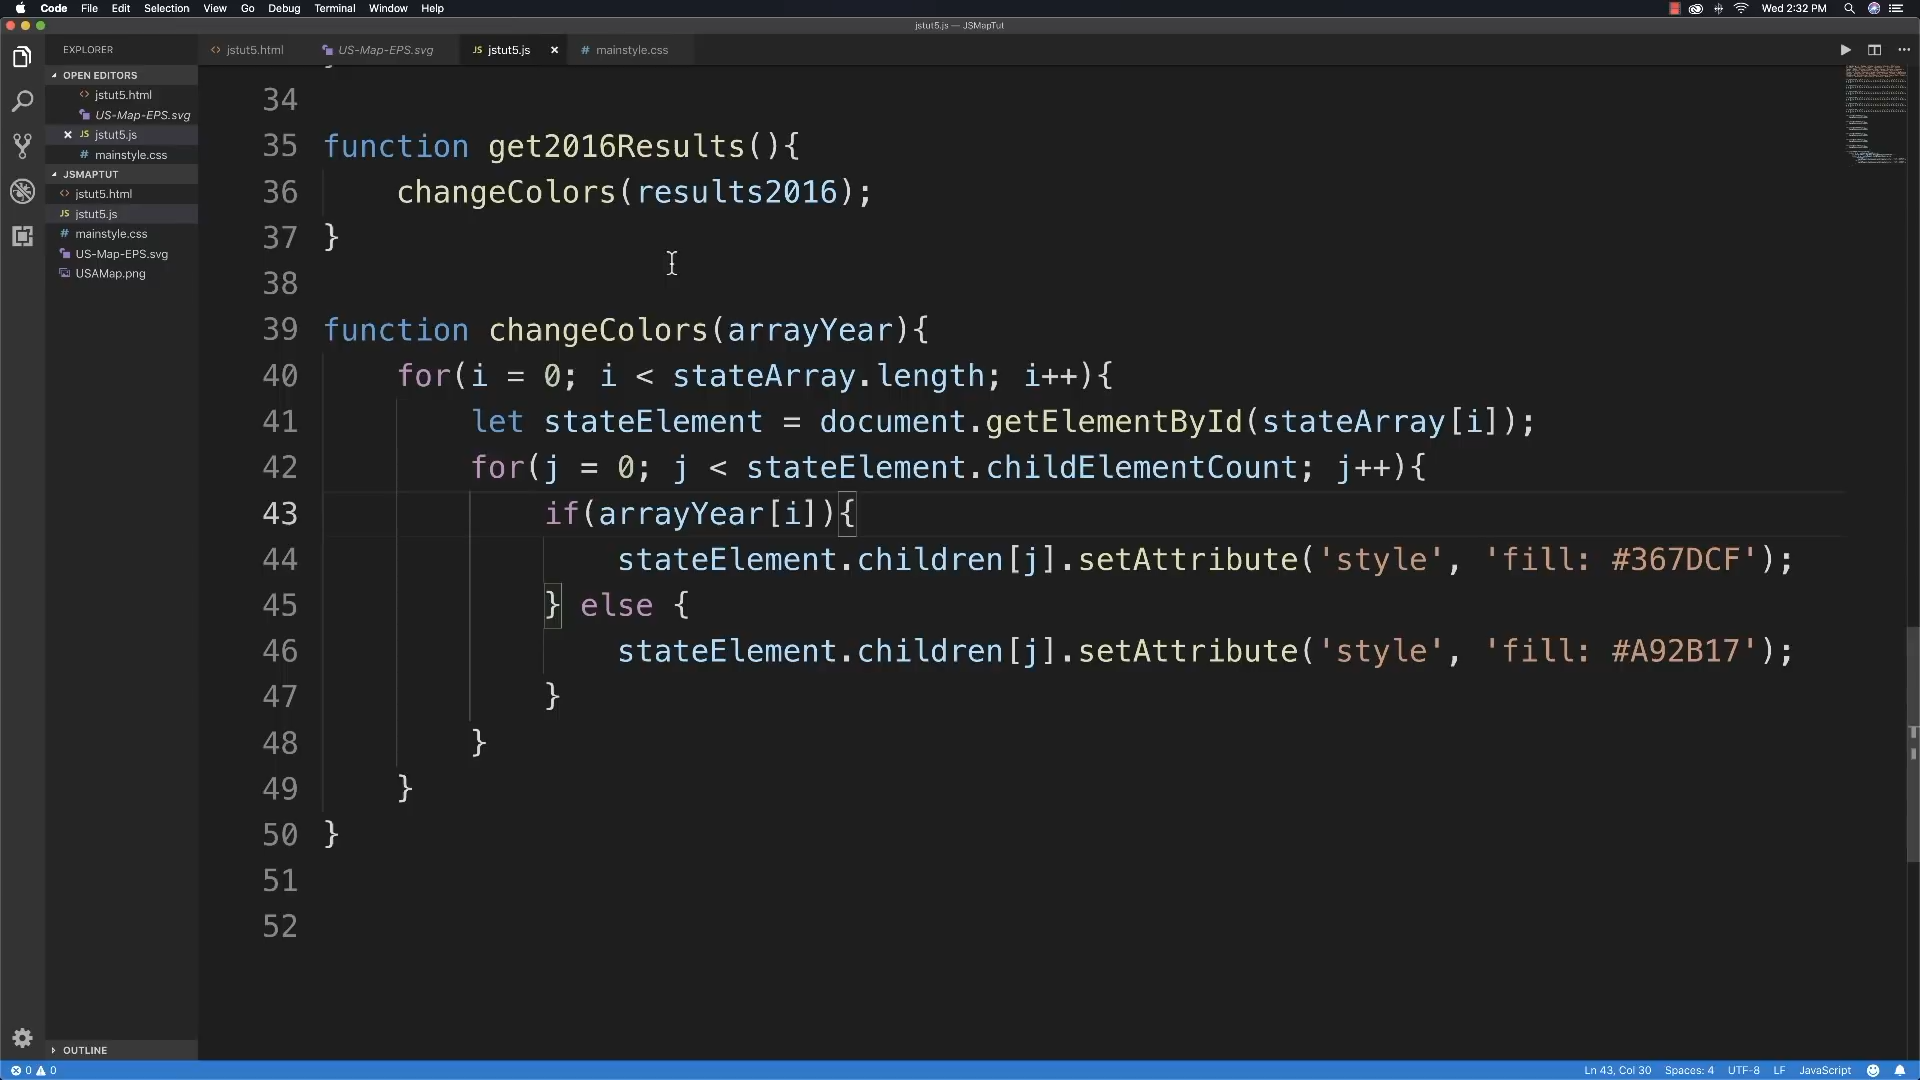 Code File Edit Selection View Go Debug Terminal Window Help Wed 2:32 PM
jstut5.js — JSMapTut
EXPLORER
jstut5.html US-Map-EPS.svg JS jstut5.js × # mainstyle.css
OPEN EDITORS
<> jstut5.html
US-Map-EPS.svg
× JS jstut5.js
# mainstyle.css
JSMAPTUT
<> jstut5.html
JS jstut5.js
# mainstyle.css
US-Map-EPS.svg
USAMap.png
OUTLINE
34
35 function get2016Results(){
36 changeColors(results2016);
37 }
38
39 function changeColors(arrayYear){
40 for(i = 0; i < stateArray.length; i++){
41 let stateElement = document.getElementById(stateArray[i]);
42 for(j = 0; j < stateElement.childElementCount; j++){
43 if(arrayYear[i]){
44 stateElement.children[j].setAttribute('style', 'fill: #367DCF');
45 } else {
46 stateElement.children[j].setAttribute('style', 'fill: #A92B17');
47 }
48 }
49 }
50 }
51
52
0 0 Ln 43, Col 30 Spaces: 4 UTF-8 LF JavaScript